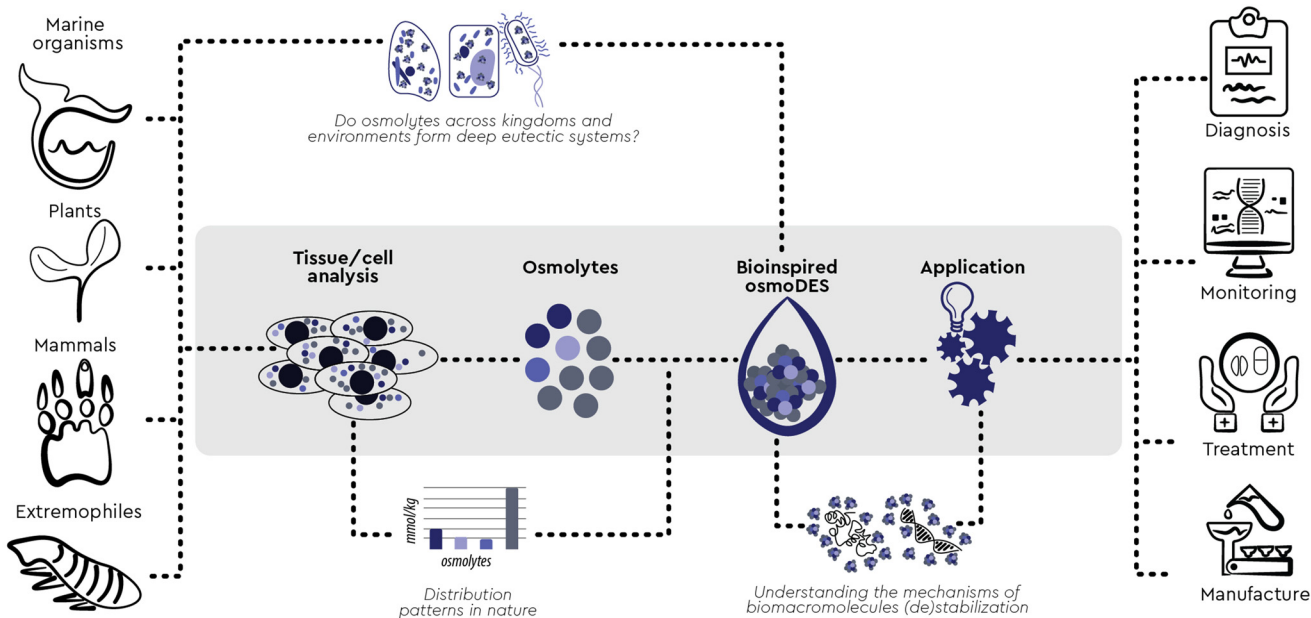 Marine
organisms
Plants
Mammals
Extremophiles
Do osmolytes across kingdoms and
environments form deep eutectic systems?
Tissue/cell
analysis
Osmolytes
Bioinspired
osmoDES
Application
mmol/kg
osmolytes
Distribution
patterns in nature
Understanding the mechanisms of
biomacromolecules (de)stabilization
Diagnosis
Monitoring
Treatment
Manufacture